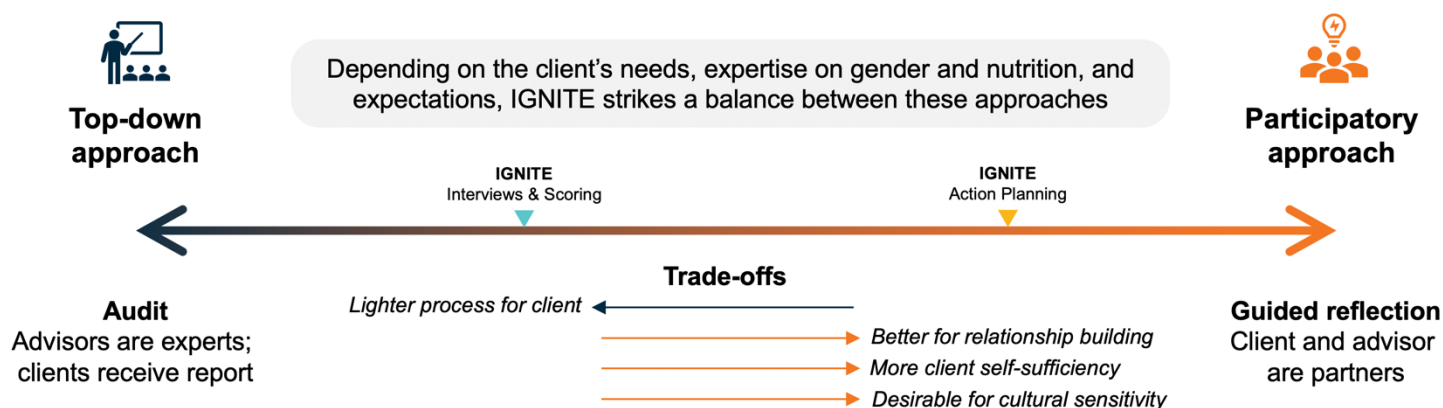 Top-down
approach
Depending on the client’s needs, expertise on gender and nutrition, and
expectations, IGNITE strikes a balance between these approaches
Participatory
approach
IGNITE
Interviews & Scoring
IGNITE
Action Planning
Trade-offs
Audit
Advisors are experts;
clients receive report
Lighter process for client
Better for relationship building
More client self-sufficiency
Desirable for cultural sensitivity
Guided reflection
Client and advisor
are partners